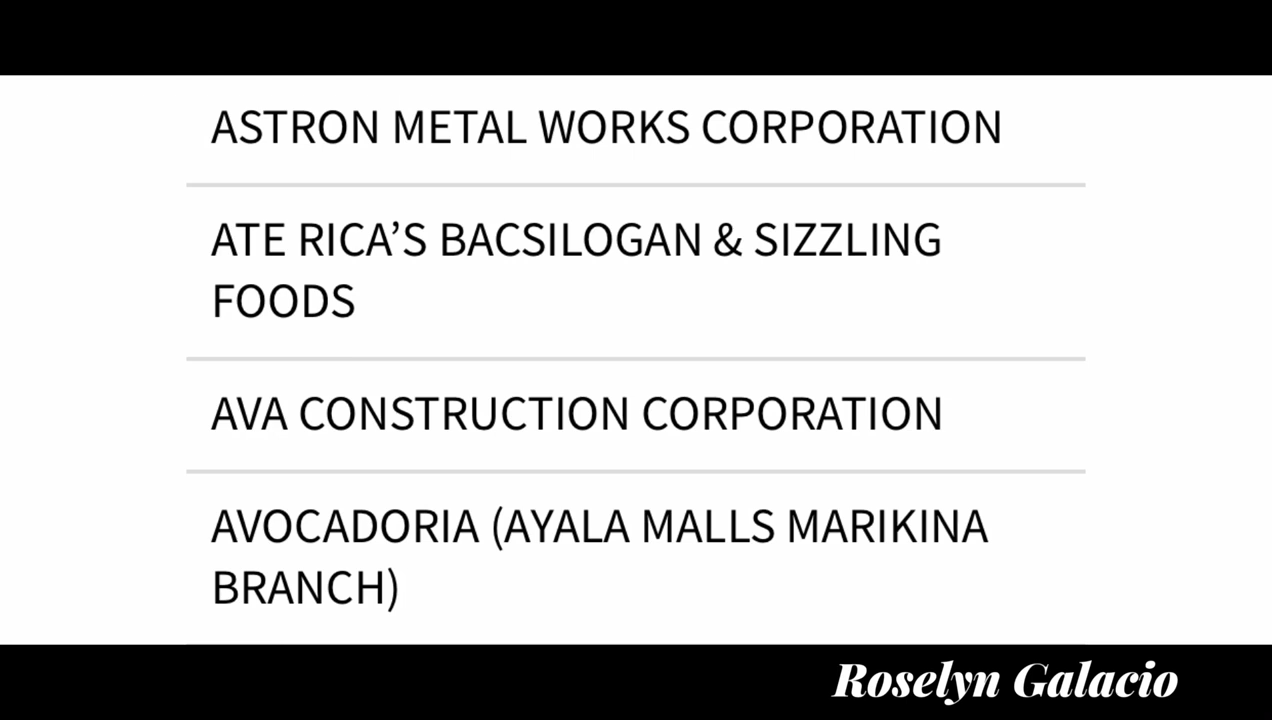 ASTRON METAL WORKS CORPORATION
ATE RICA’S BACSILOGAN & SIZZLING
FOODS
AVA CONSTRUCTION CORPORATION
AVOCADORIA (AYALA MALLS MARIKINA
BRANCH)
Roselyn Galacio